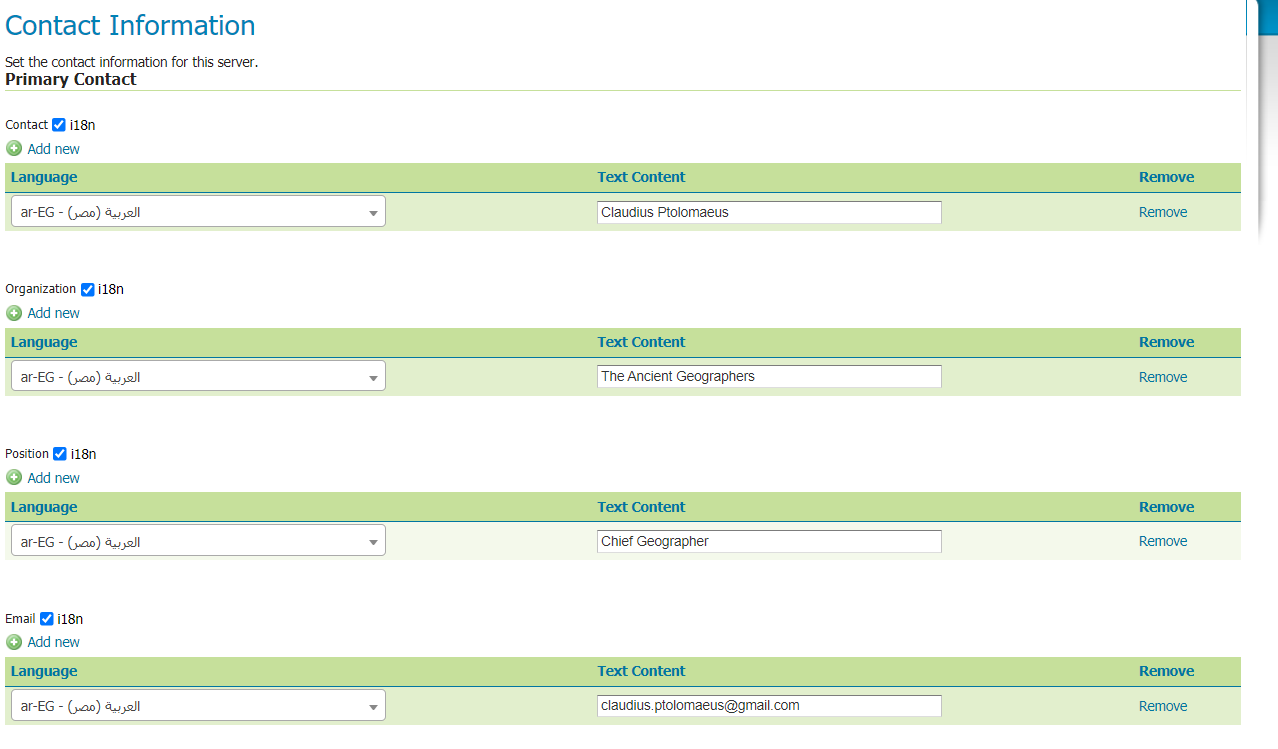 Contact Information
Set the contact information for this server.
Primary Contact
Contact i18n
Add new
Language Text Content Remove
ar-EG - العربية (مصر) Claudius Ptolomaeus Remove
Organization i18n
Add new
Language Text Content Remove
ar-EG - العربية (مصر) The Ancient Geographers Remove
Position i18n
Add new
Language Text Content Remove
ar-EG - العربية (مصر) Chief Geographer Remove
Email i18n
Add new
Language Text Content Remove
ar-EG - العربية (مصر) claudius.ptolomaeus@gmail.com Remove